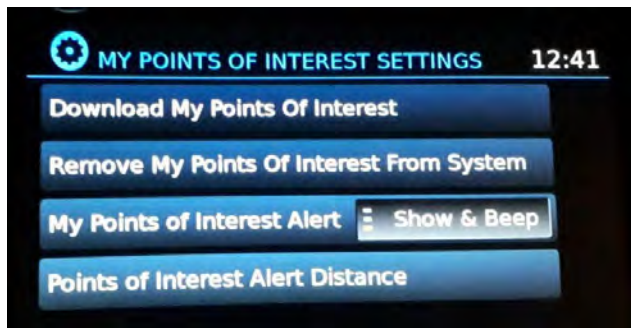 MY POINTS OF INTEREST SETTINGS 12:41
Download My Points Of Interest
Remove My Points Of Interest From System
My Points of Interest Alert Show & Beep
Points of Interest Alert Distance